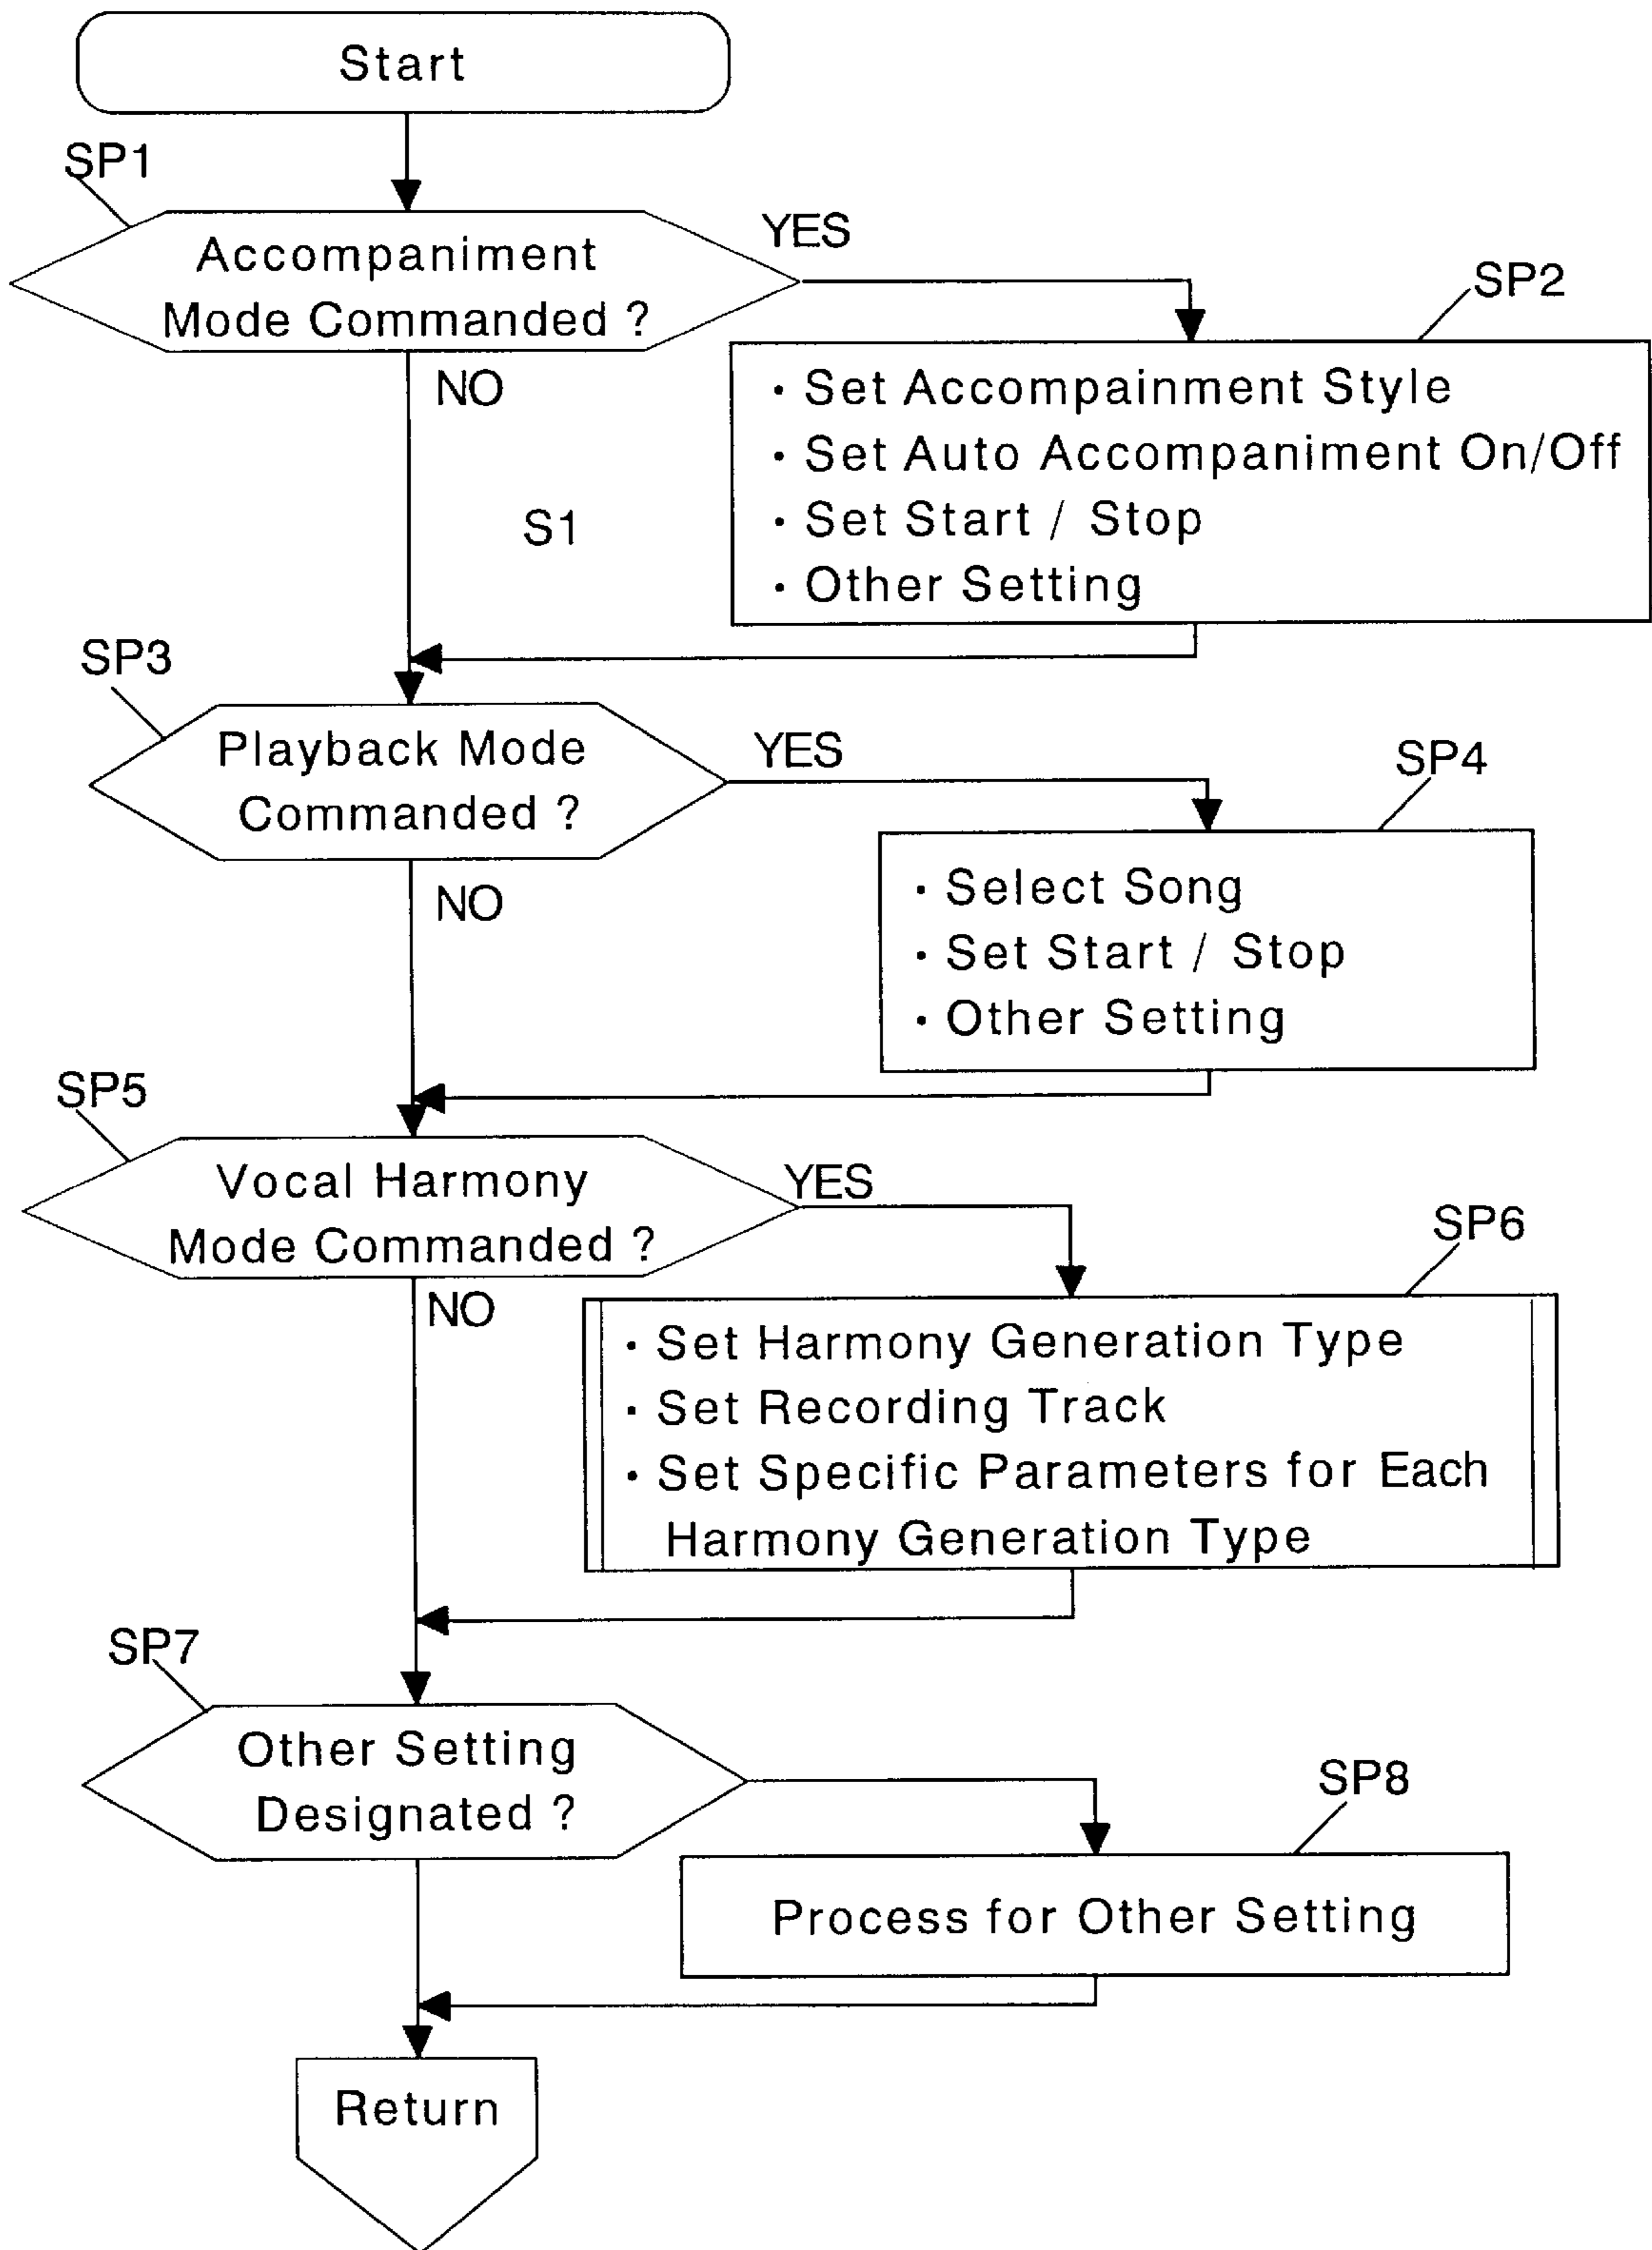 Start
SP1
Accompaniment
Mode Commanded ?
YES
NO
SP2
· Set Accompainment Style
· Set Auto Accompaniment On/Off
· Set Start / Stop
· Other Setting
S1
SP3
Playback Mode
Commanded ?
YES
NO
SP4
· Select Song
· Set Start / Stop
· Other Setting
SP5
Vocal Harmony
Mode Commanded ?
YES
NO
SP6
· Set Harmony Generation Type
· Set Recording Track
· Set Specific Parameters for Each
Harmony Generation Type
SP7
Other Setting
Designated ?
SP8
Process for Other Setting
Return